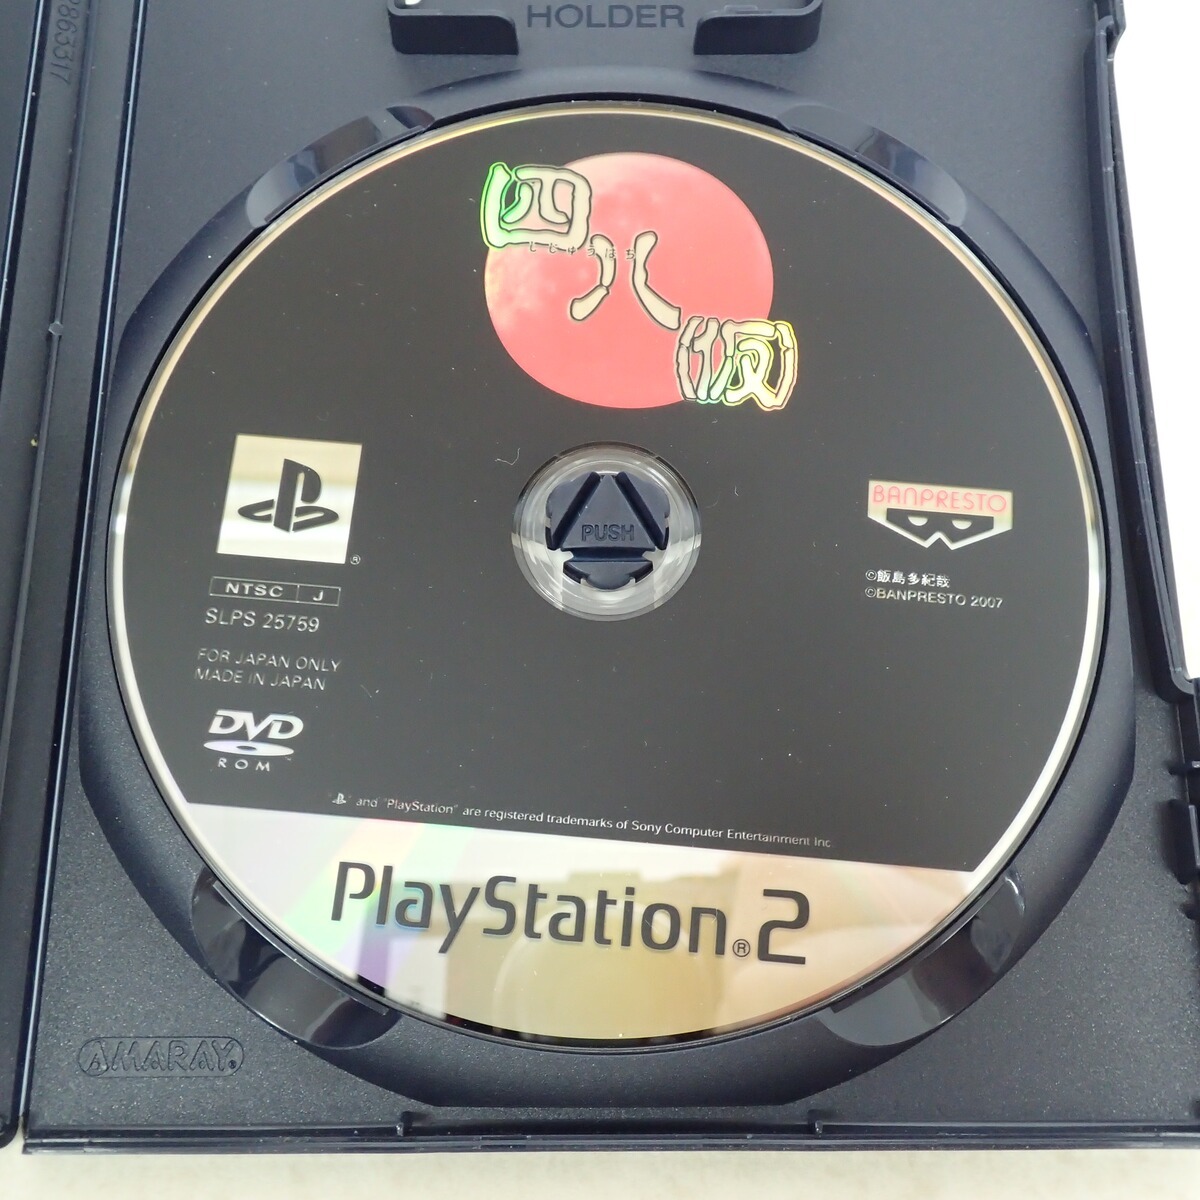 HOLDER
四八(仮)
しじゅうはち
BANPRESTO
©飯島多紀哉
©BANPRESTO 2007
PUSH
®
NTSC J
SLPS 25759
FOR JAPAN ONLY
MADE IN JAPAN
DVD
ROM
and "PlayStation" are registered trademarks of Sony Computer Entertainment Inc
PlayStation®2
AMARAY®